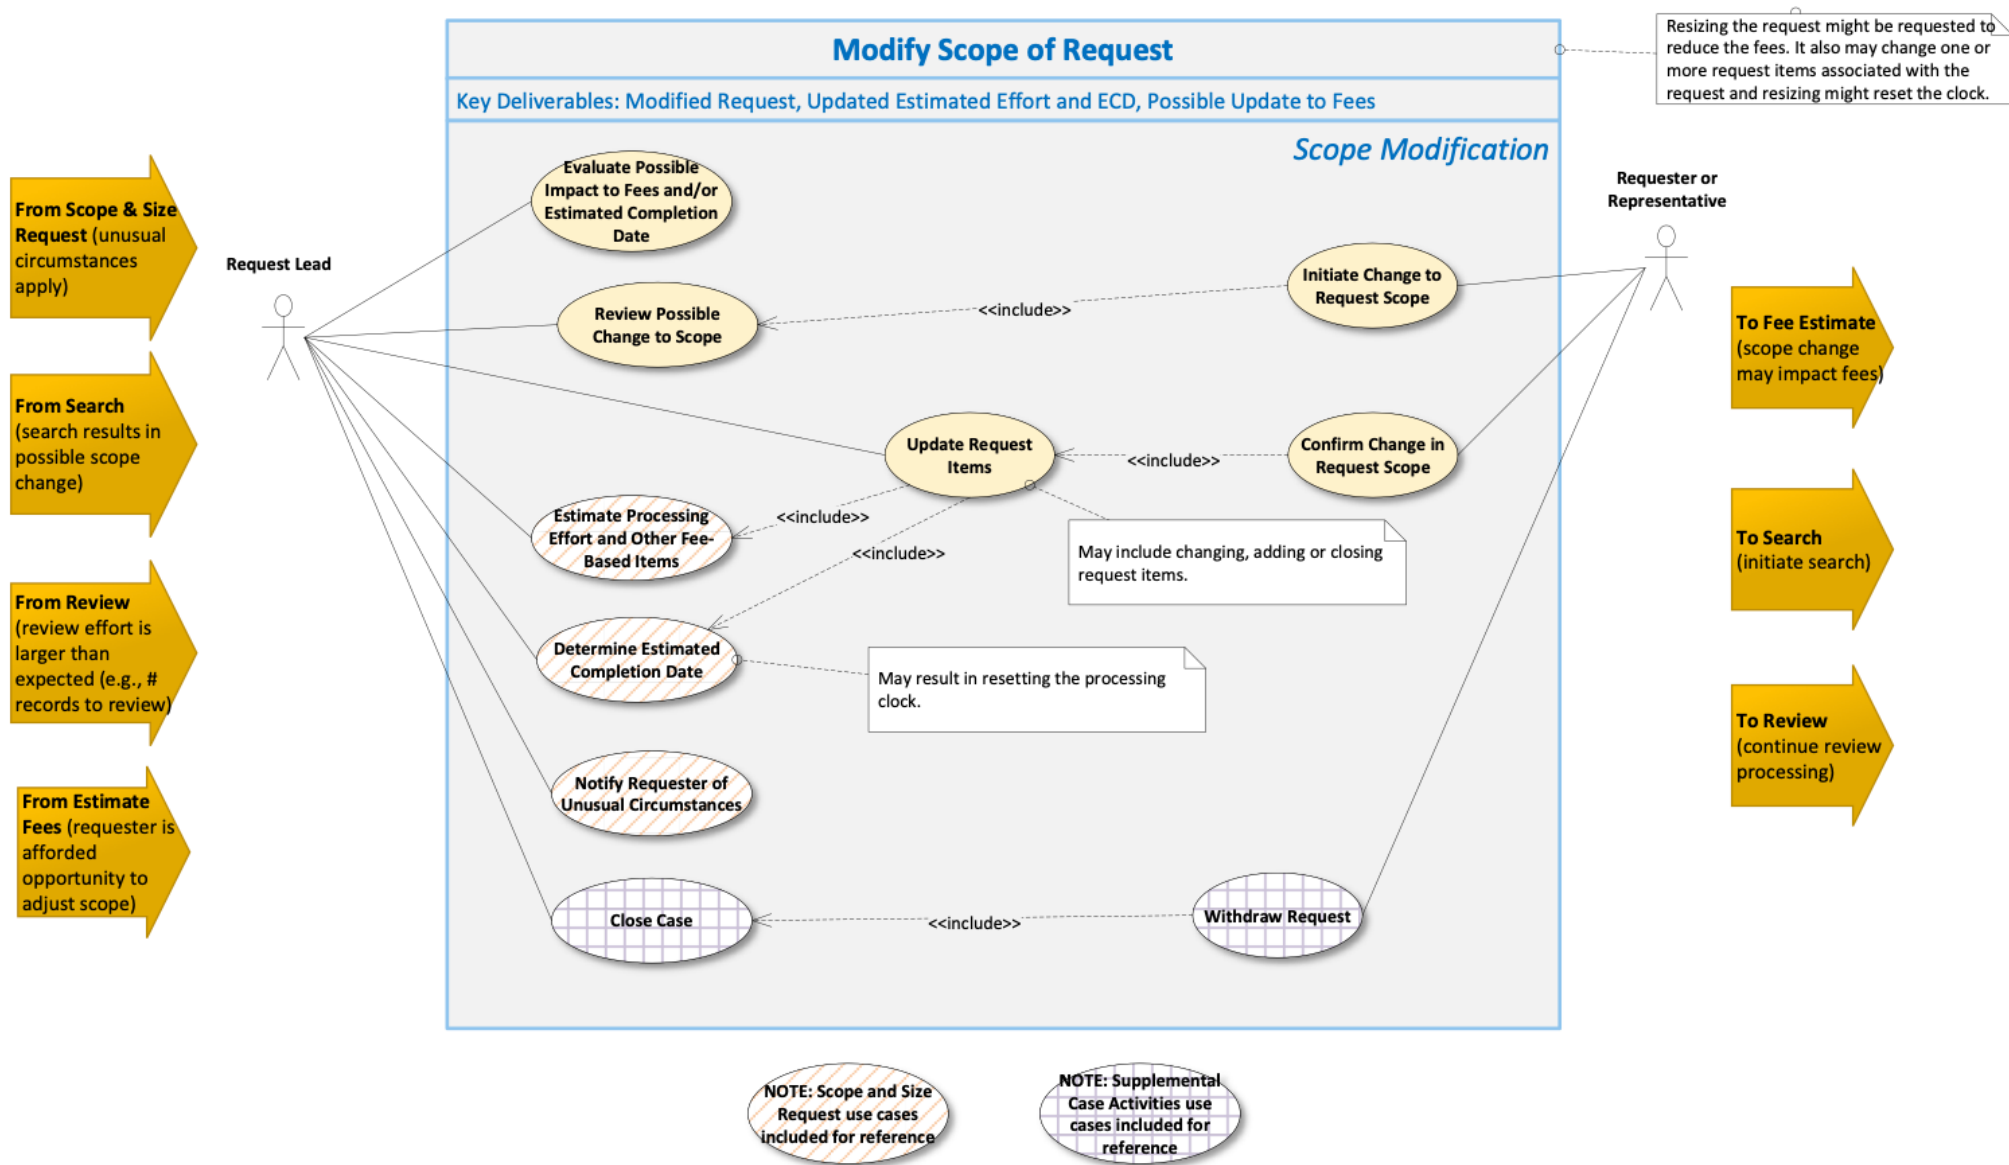 Modify Scope of Request
Key Deliverables: Modified Request, Updated Estimated Effort and ECD, Possible Update to Fees
Scope Modification
Resizing the request might be requested to
reduce the fees. It also may change one or
more request items associated with the
request and resizing might reset the clock.
From Scope & Size
Request (unusual
circumstances
apply)
From Search
(search results in
possible scope
change)
From Review
(review effort is
larger than
expected (e.g., #
records to review)
From Estimate
Fees (requester is
afforded
opportunity to
adjust scope)
Request Lead
Evaluate Possible
Impact to Fees and/or
Estimated Completion
Date
Review Possible
Change to Scope
<<include>>
Initiate Change to
Request Scope
Update Request
Items
<<include>>
Confirm Change in
Request Scope
Estimate Processing
Effort and Other Fee-
Based Items
<<include>>
<<include>>
May include changing, adding or closing
request items.
Determine Estimated
Completion Date
May result in resetting the processing
clock.
Notify Requester of
Unusual Circumstances
Close Case
<<include>>
Withdraw Request
Requester or
Representative
To Fee Estimate
(scope change
may impact fees)
To Search
(initiate search)
To Review
(continue review
processing)
NOTE: Scope and Size
Request use cases
included for reference
NOTE: Supplemental
Case Activities use
cases included for
reference